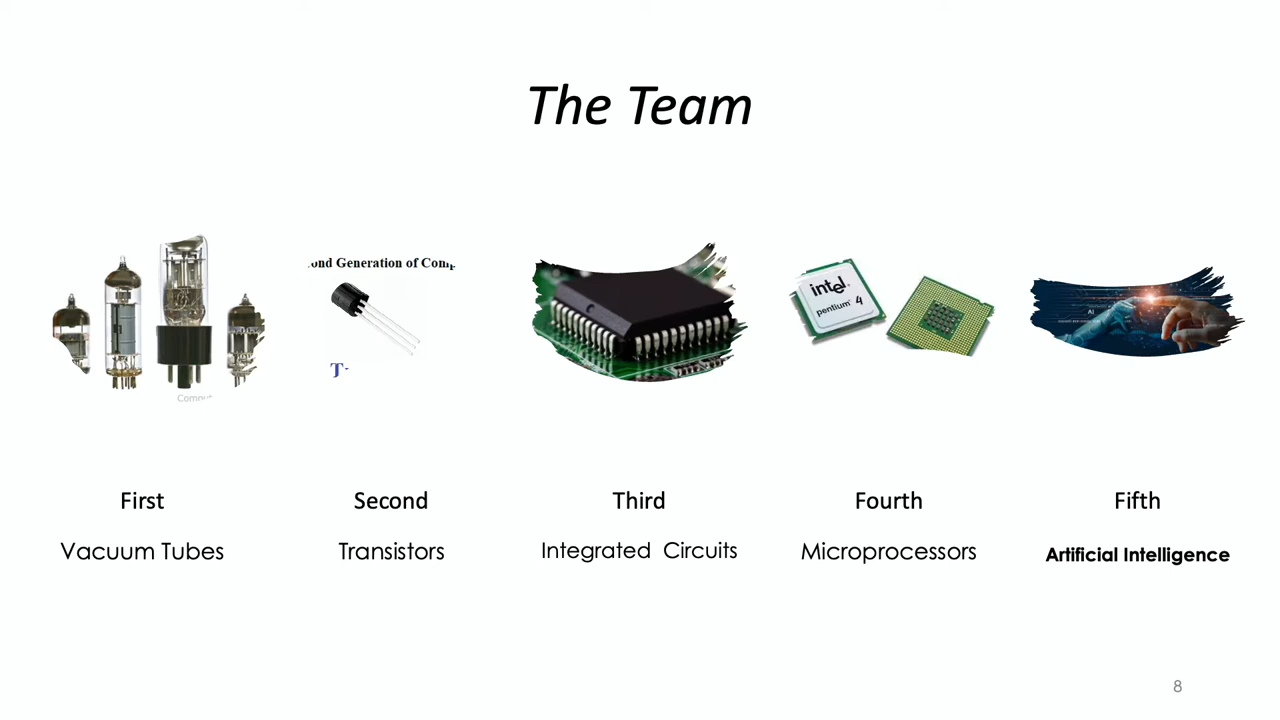 The Team
ond Generation of Com
T
intel
pentium 4
AI
First
Second
Third
Fourth
Fifth
Vacuum Tubes
Transistors
Integrated Circuits
Microprocessors
Artificial Intelligence
8